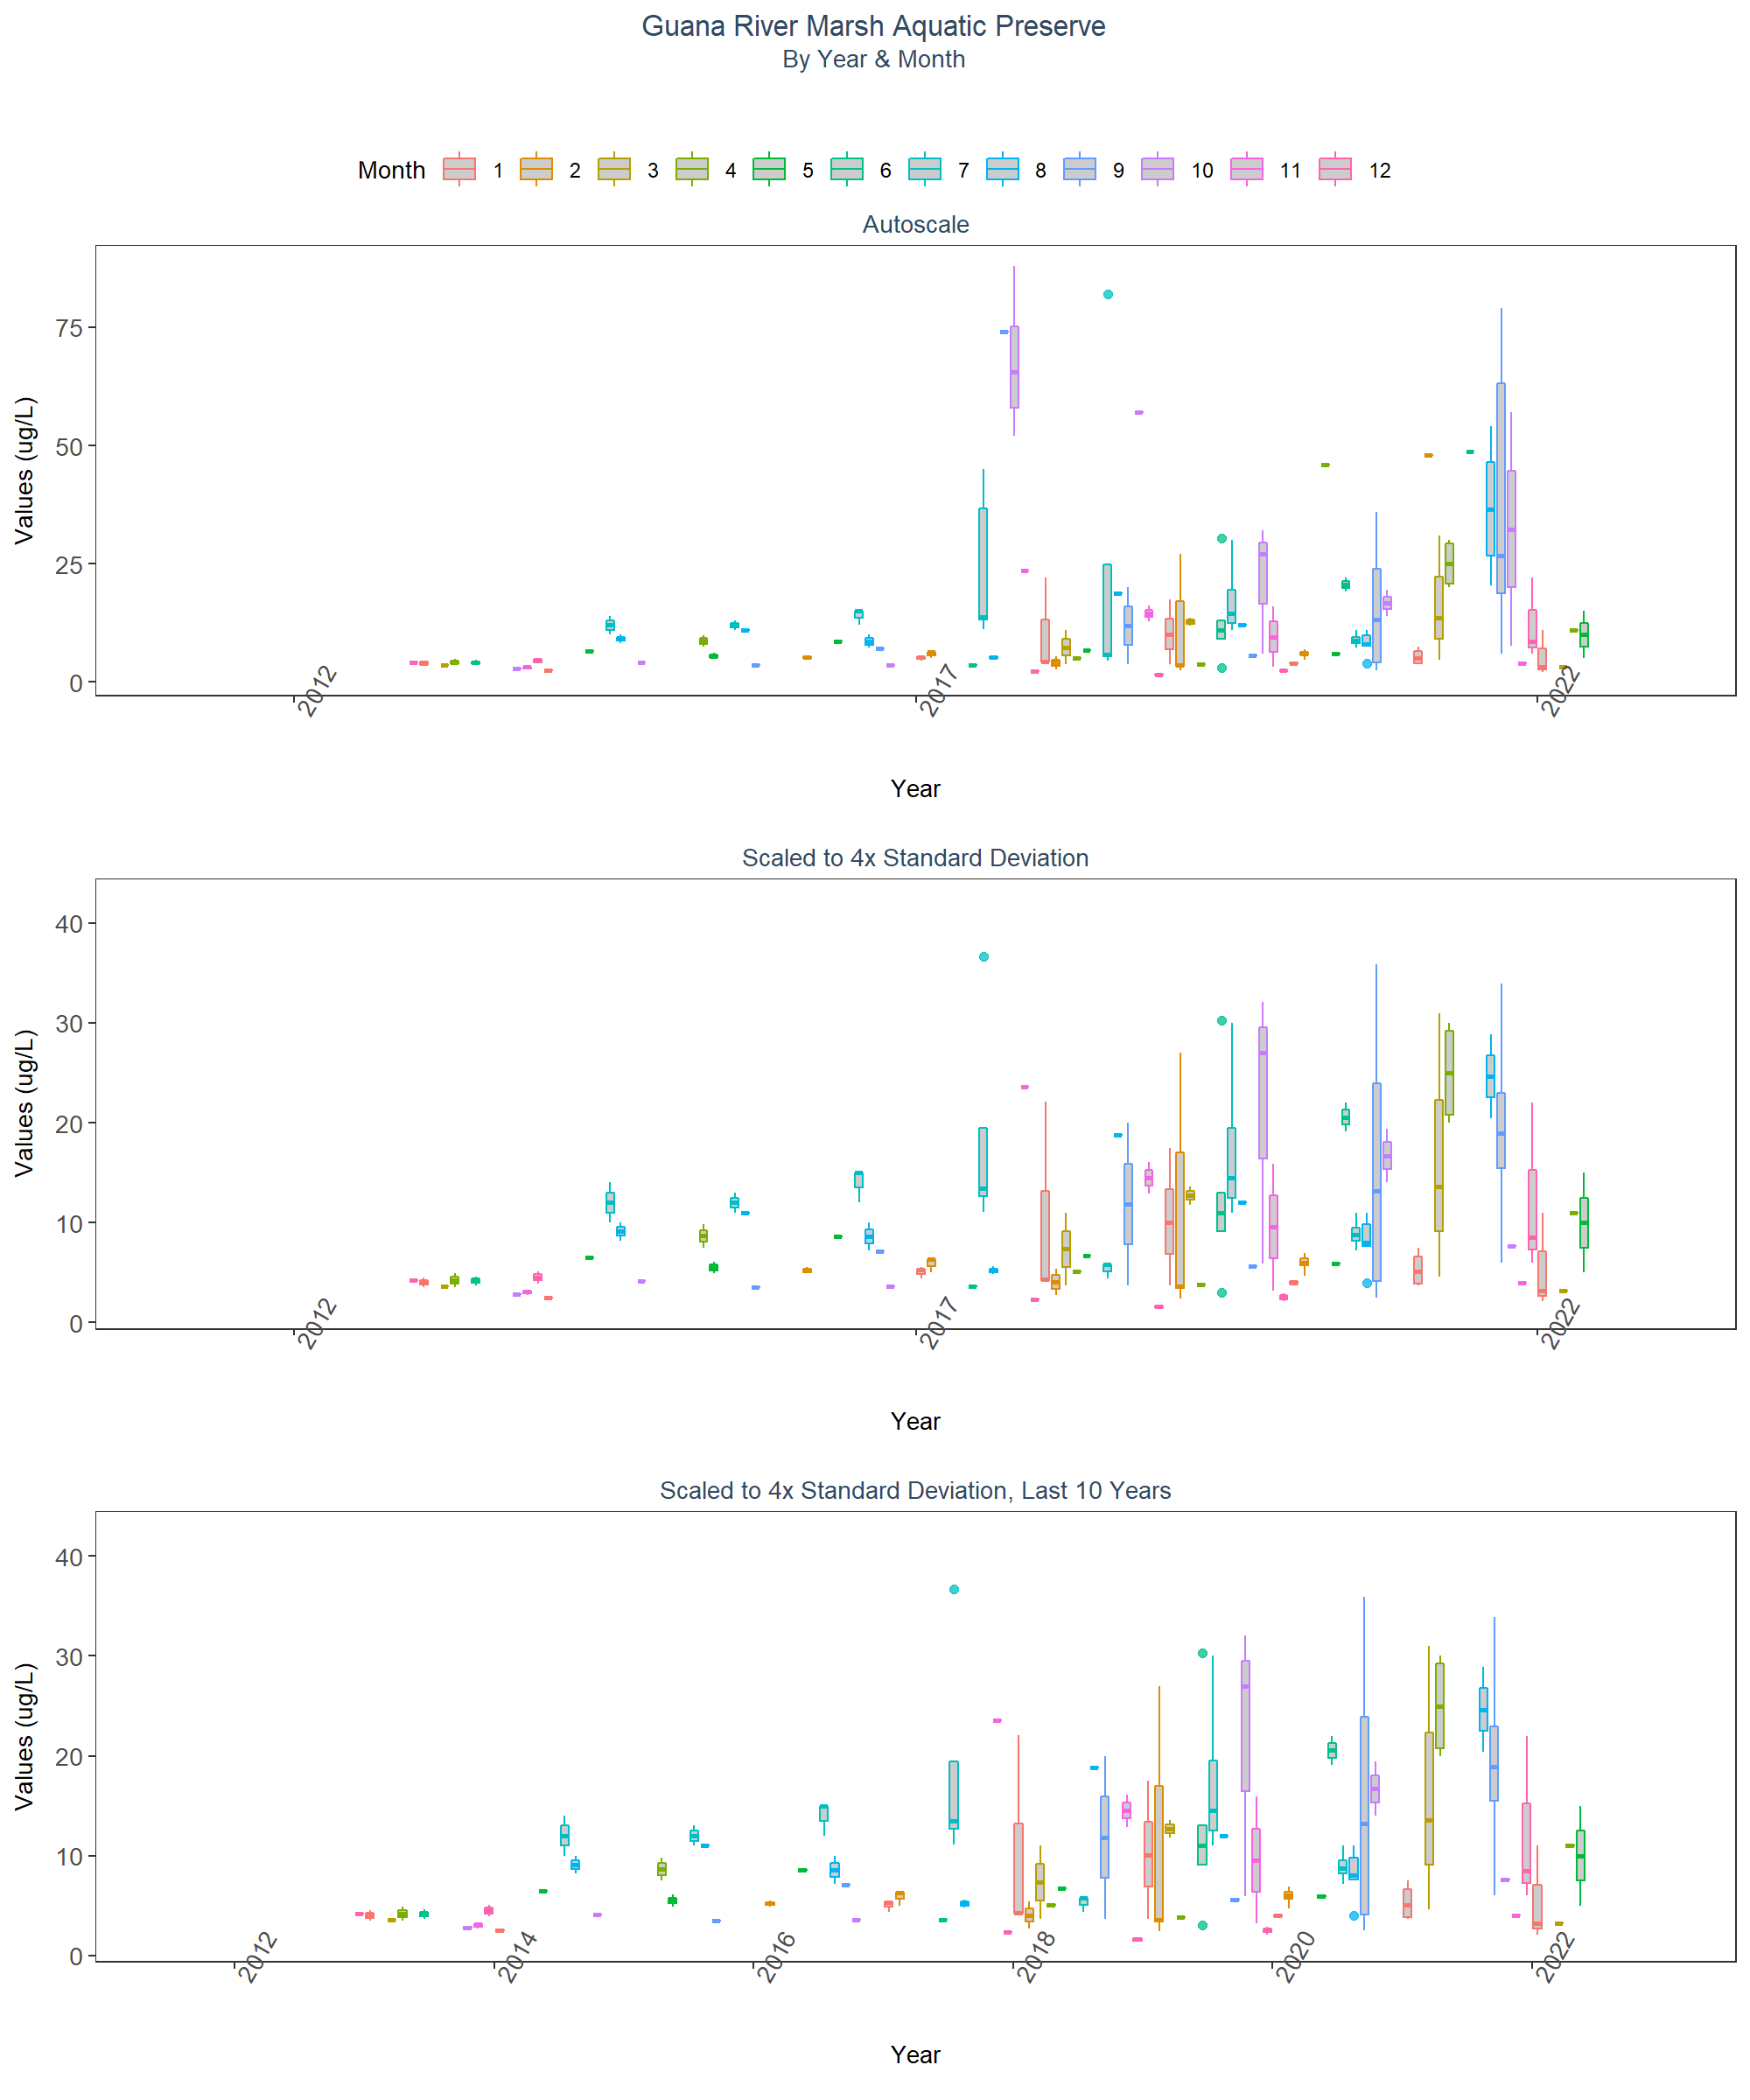 Guana River Marsh Aquatic Preserve
By Year & Month
Month 1 2 3 4 5 6 7 8 9 10 11 12
Autoscale
Values (ug/L)
75
50
25
0
2012 2017 2022
Year
Scaled to 4x Standard Deviation
Values (ug/L)
40
30
20
10
0
2012 2017 2022
Year
Scaled to 4x Standard Deviation, Last 10 Years
Values (ug/L)
40
30
20
10
0
2012 2014 2016 2018 2020 2022
Year